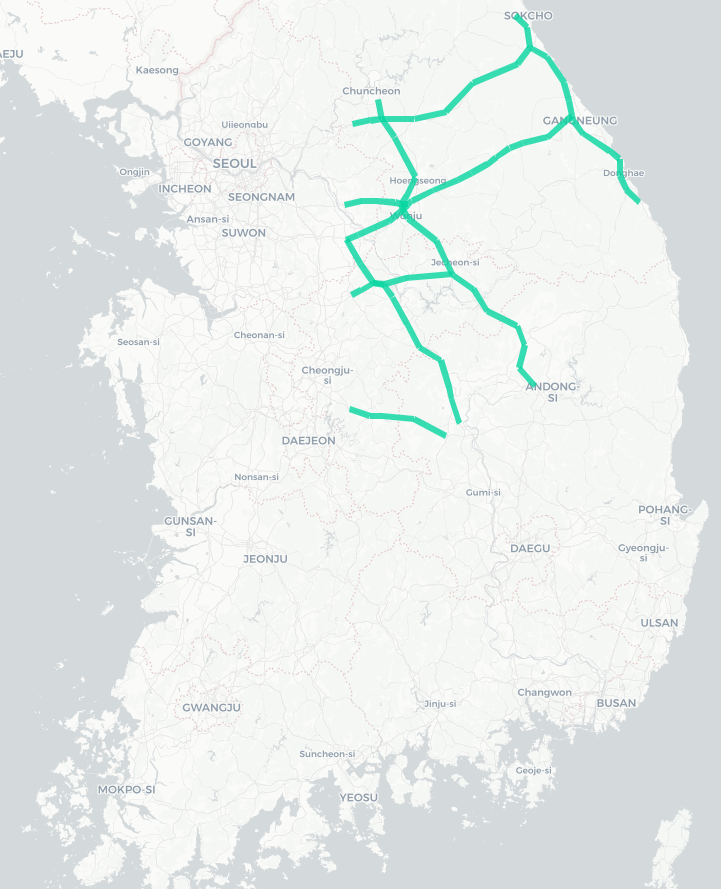 SOKCHO
AEJU
Kaesong
Chuncheon
GANGNEUNG
Uijeongbu
GOYANG
SEOUL
Ongjin
Donghae
Hoengseong
INCHEON
SEONGNAM
Ansan-si
Wonju
SUWON
Jecheon-si
Cheonan-si
Seosan-si
Cheongju-
si
ANDONG-
SI
DAEJEON
Nonsan-si
Gumi-si
GUNSAN-
SI
POHANG-
SI
DAEGU
Gyeongju-
si
JEONJU
ULSAN
Changwon
BUSAN
Jinju-si
GWANGJU
Suncheon-si
Geoje-si
MOKPO-SI
YEOSU